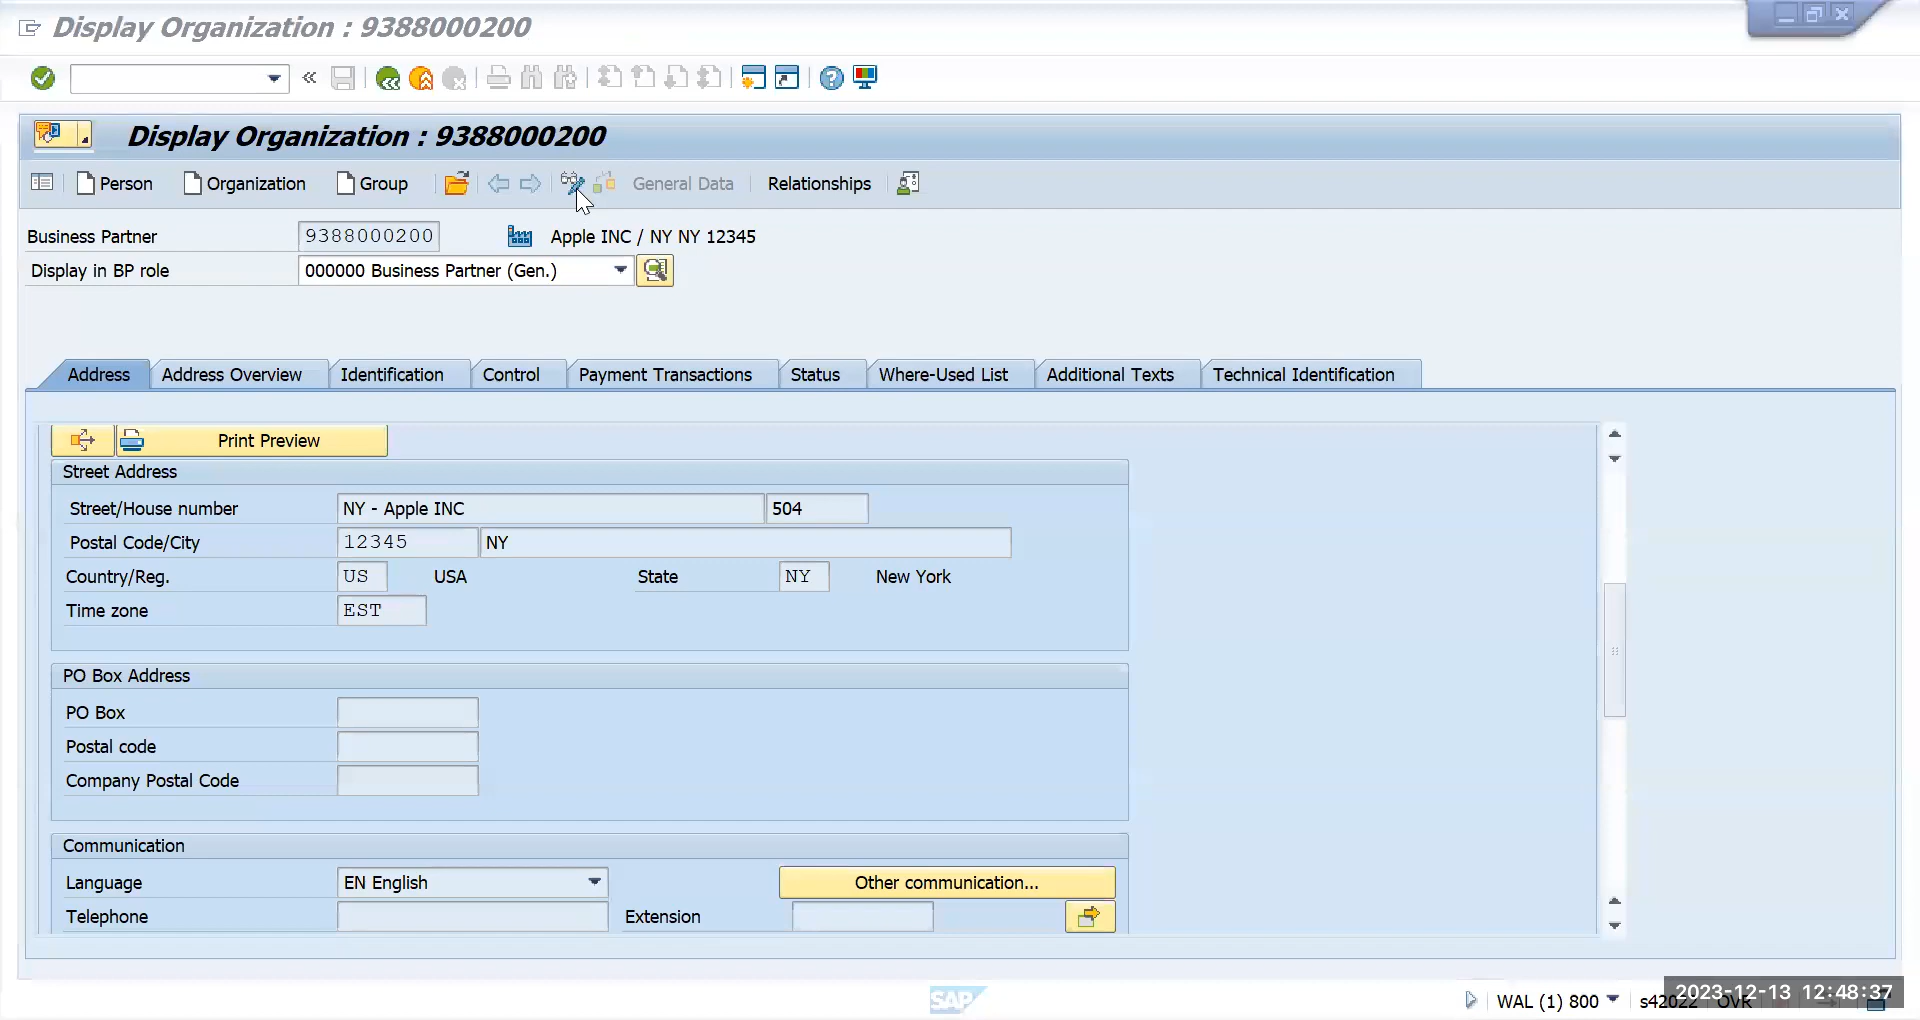 Display Organization : 9388000200
Display Organization : 9388000200
Person Organization Group General Data Relationships
Business Partner 9388000200 Apple INC / NY NY 12345
Display in BP role 000000 Business Partner (Gen.)
Address Address Overview Identification Control Payment Transactions Status Where-Used List Additional Texts Technical Identification
Print Preview
Street Address
Street/House number NY - Apple INC 504
Postal Code/City 12345 NY
Country/Reg. US USA State NY New York
Time zone EST
PO Box Address
PO Box
Postal code
Company Postal Code
Communication
Language EN English Other communication...
Telephone Extension
SAP WAL (1) 800 s42022 OVR
2023-12-13 12:48:37